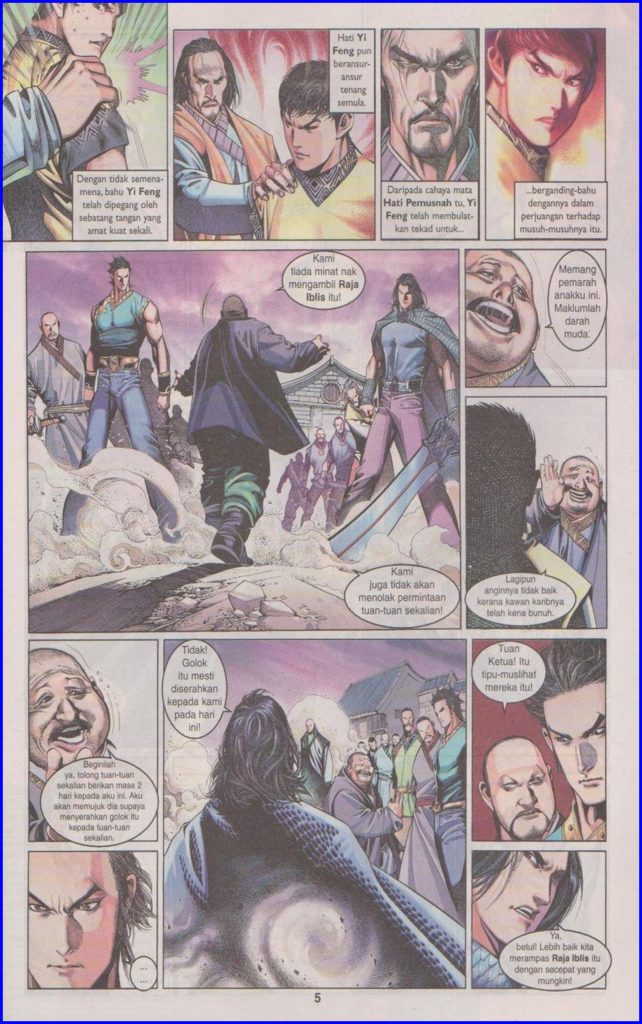 Dengan tidak semena-
mena, bahu Yi Feng
telah dipegang oleh
sebatang tangan yang
amat kuat sekali.
Hati Yi
Feng pun
beransur-
ansur
tenang
semula.
Daripada cahaya mata
Hati Pemusnah tu, Yi
Feng telah membulat-
kan tekad untuk...
...berganding-bahu
dengannya dalam
perjuangan terhadap
musuh-musuhnya itu.
Kami
tiada minat nak
mengambil Raja
Iblis itu!
Kami
juga tidak akan
menolak permintaan
tuan-tuan sekalian!
Memang
pemarah
anakku ini.
Maklumlah
darah
muda.
Lagipun
anginnya tidak baik
kerana kawan karibnya
telah kena bunuh.
Beginilah
ya, tolong tuan-tuan
sekalian berikan masa 2
hari kepada aku ini. Aku
akan memujuk dia supaya
menyerahkan golok itu
kepada tuan-tuan
sekalian.
Tidak!
Golok
itu mesti
diserahkan
kepada kami
pada hari
ini!
Tuan
Ketua! Itu
tipu-muslihat
mereka itu!
...
...
Ya,
betul! Lebih baik kita
merampas Raja Iblis itu
dengan secepat yang
mungkin!
5